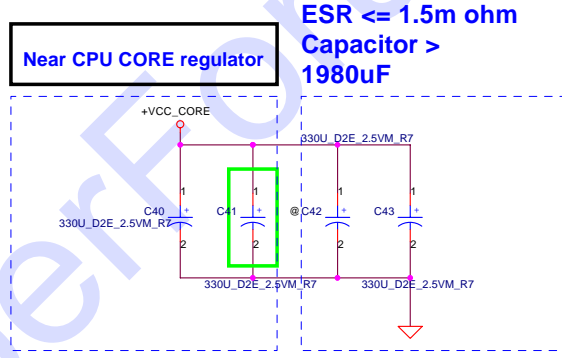 ESR <= 1.5m ohm
Capacitor >
1980uF
Near CPU CORE regulator
+VCC_CORE
330U_D2E_2.5VM_R7
1
1
1
1
C40
C41
@
C42
C43
+
+
+
+
330U_D2E_2.5VM_R7
2
2
2
2
330U_D2E_2.5VM_R7
330U_D2E_2.5VM_R7